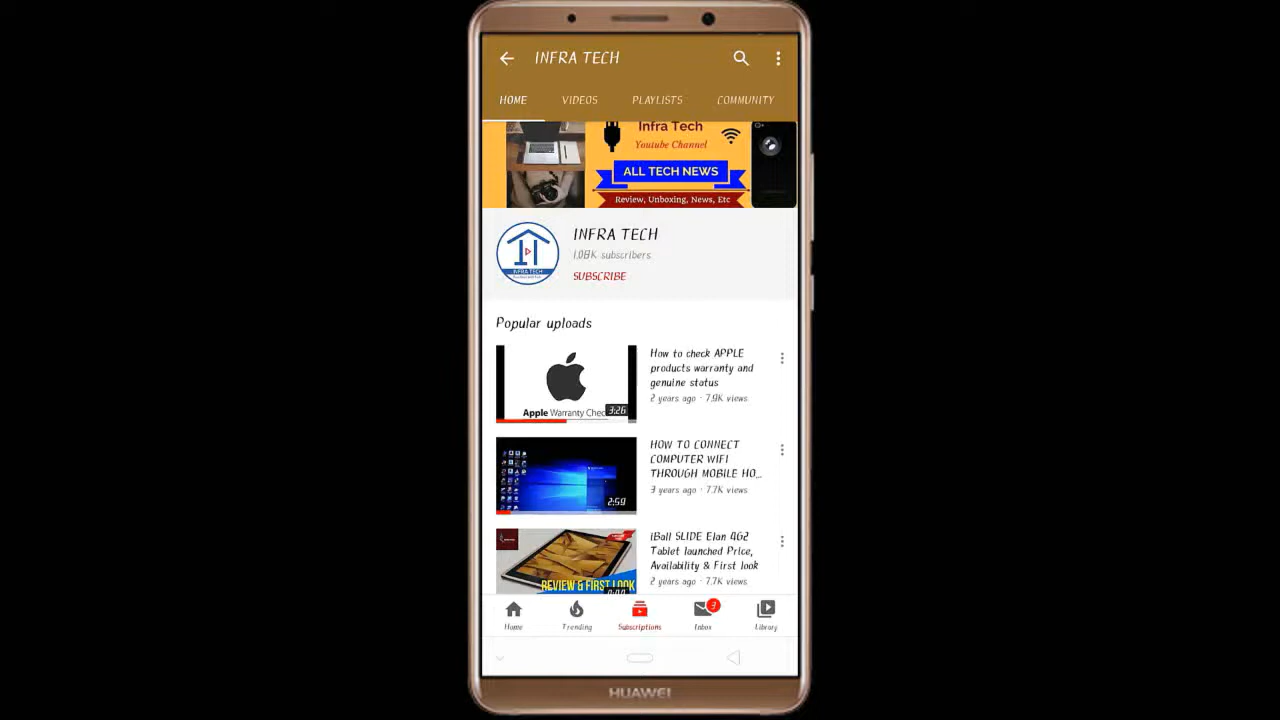 INFRA TECH
HOME VIDEOS PLAYLISTS COMMUNITY
Infra Tech
Youtube Channel
ALL TECH NEWS
Review, Unboxing, News, Etc
INFRA TECH
INFRA TECH
1.08K subscribers
SUBSCRIBE
Popular uploads
Apple Warranty Chec
3:26
How to check APPLE
products warranty and
genuine status
2 years ago · 7.9K views
2:59
HOW TO CONNECT
COMPUTER WIFI
THROUGH MOBILE HO...
3 years ago · 7.7K views
REVIEW & FIRST LOOK
iBall SLIDE Elan 4G2
Tablet launched Price,
Availability & First look
2 years ago · 7.7K views
Home Trending Subscriptions Inbox Library
HUAWEI